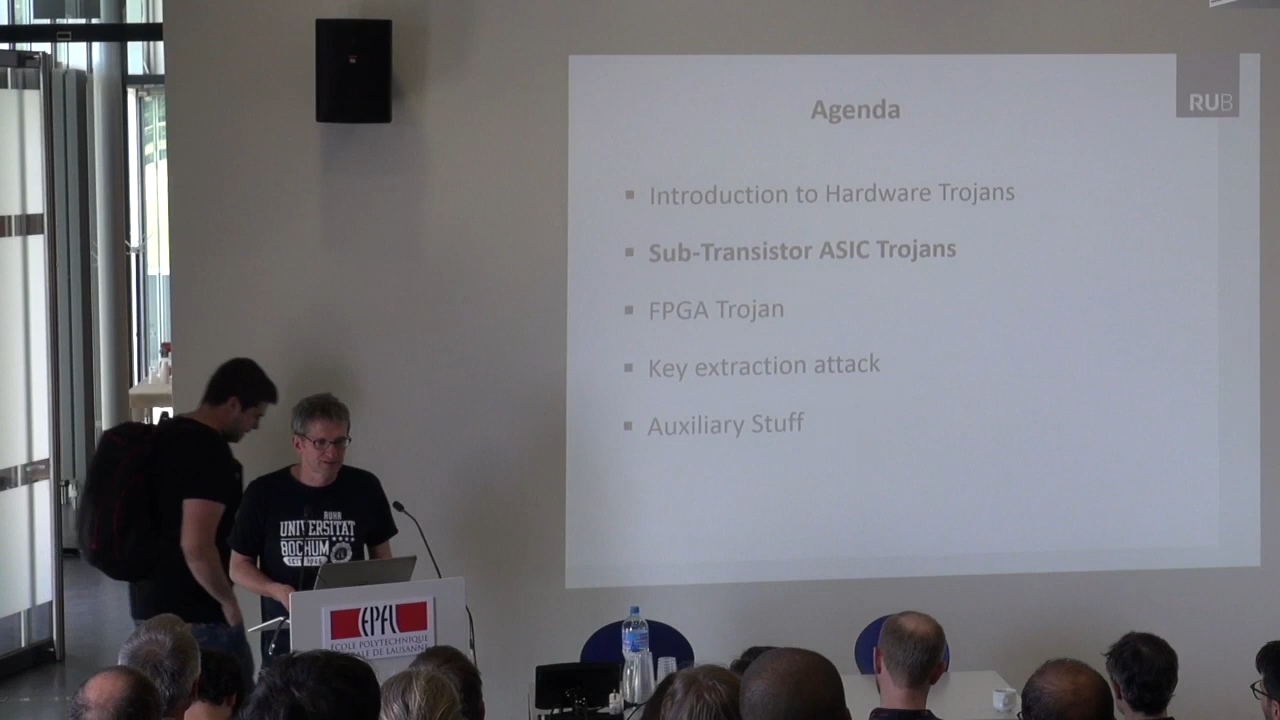 RUB
Agenda
Introduction to Hardware Trojans
Sub-Transistor ASIC Trojans
FPGA Trojan
Key extraction attack
Auxiliary Stuff
RUHR
UNIVERSITÄT
BOCHUM
SEIT
EPFL
ÉCOLE POLYTECHNIQUE
DE LAUSANNE